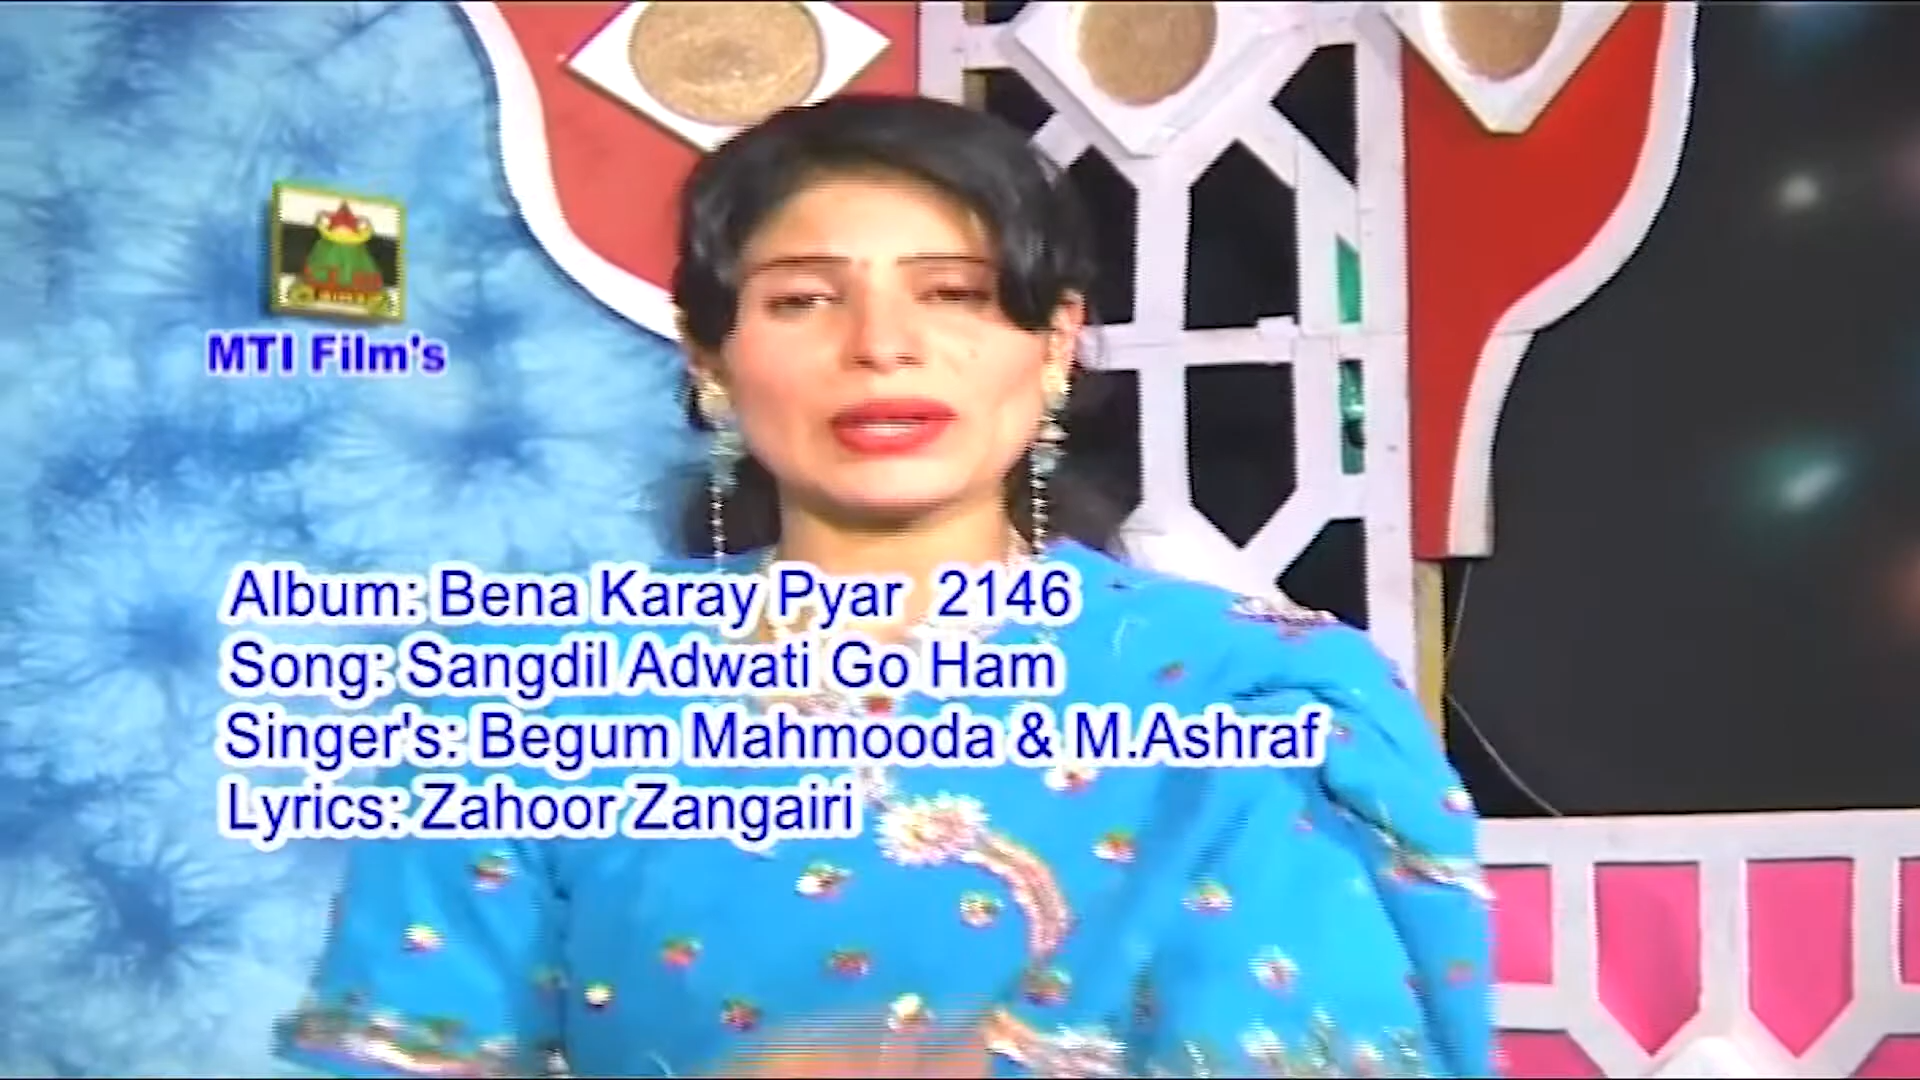 MTI Film's
Album: Bena Karay Pyar 2146
Song: Sangdil Adwati Go Ham
Singer's: Begum Mahmooda & M.Ashraf
Lyrics: Zahoor Zangairi